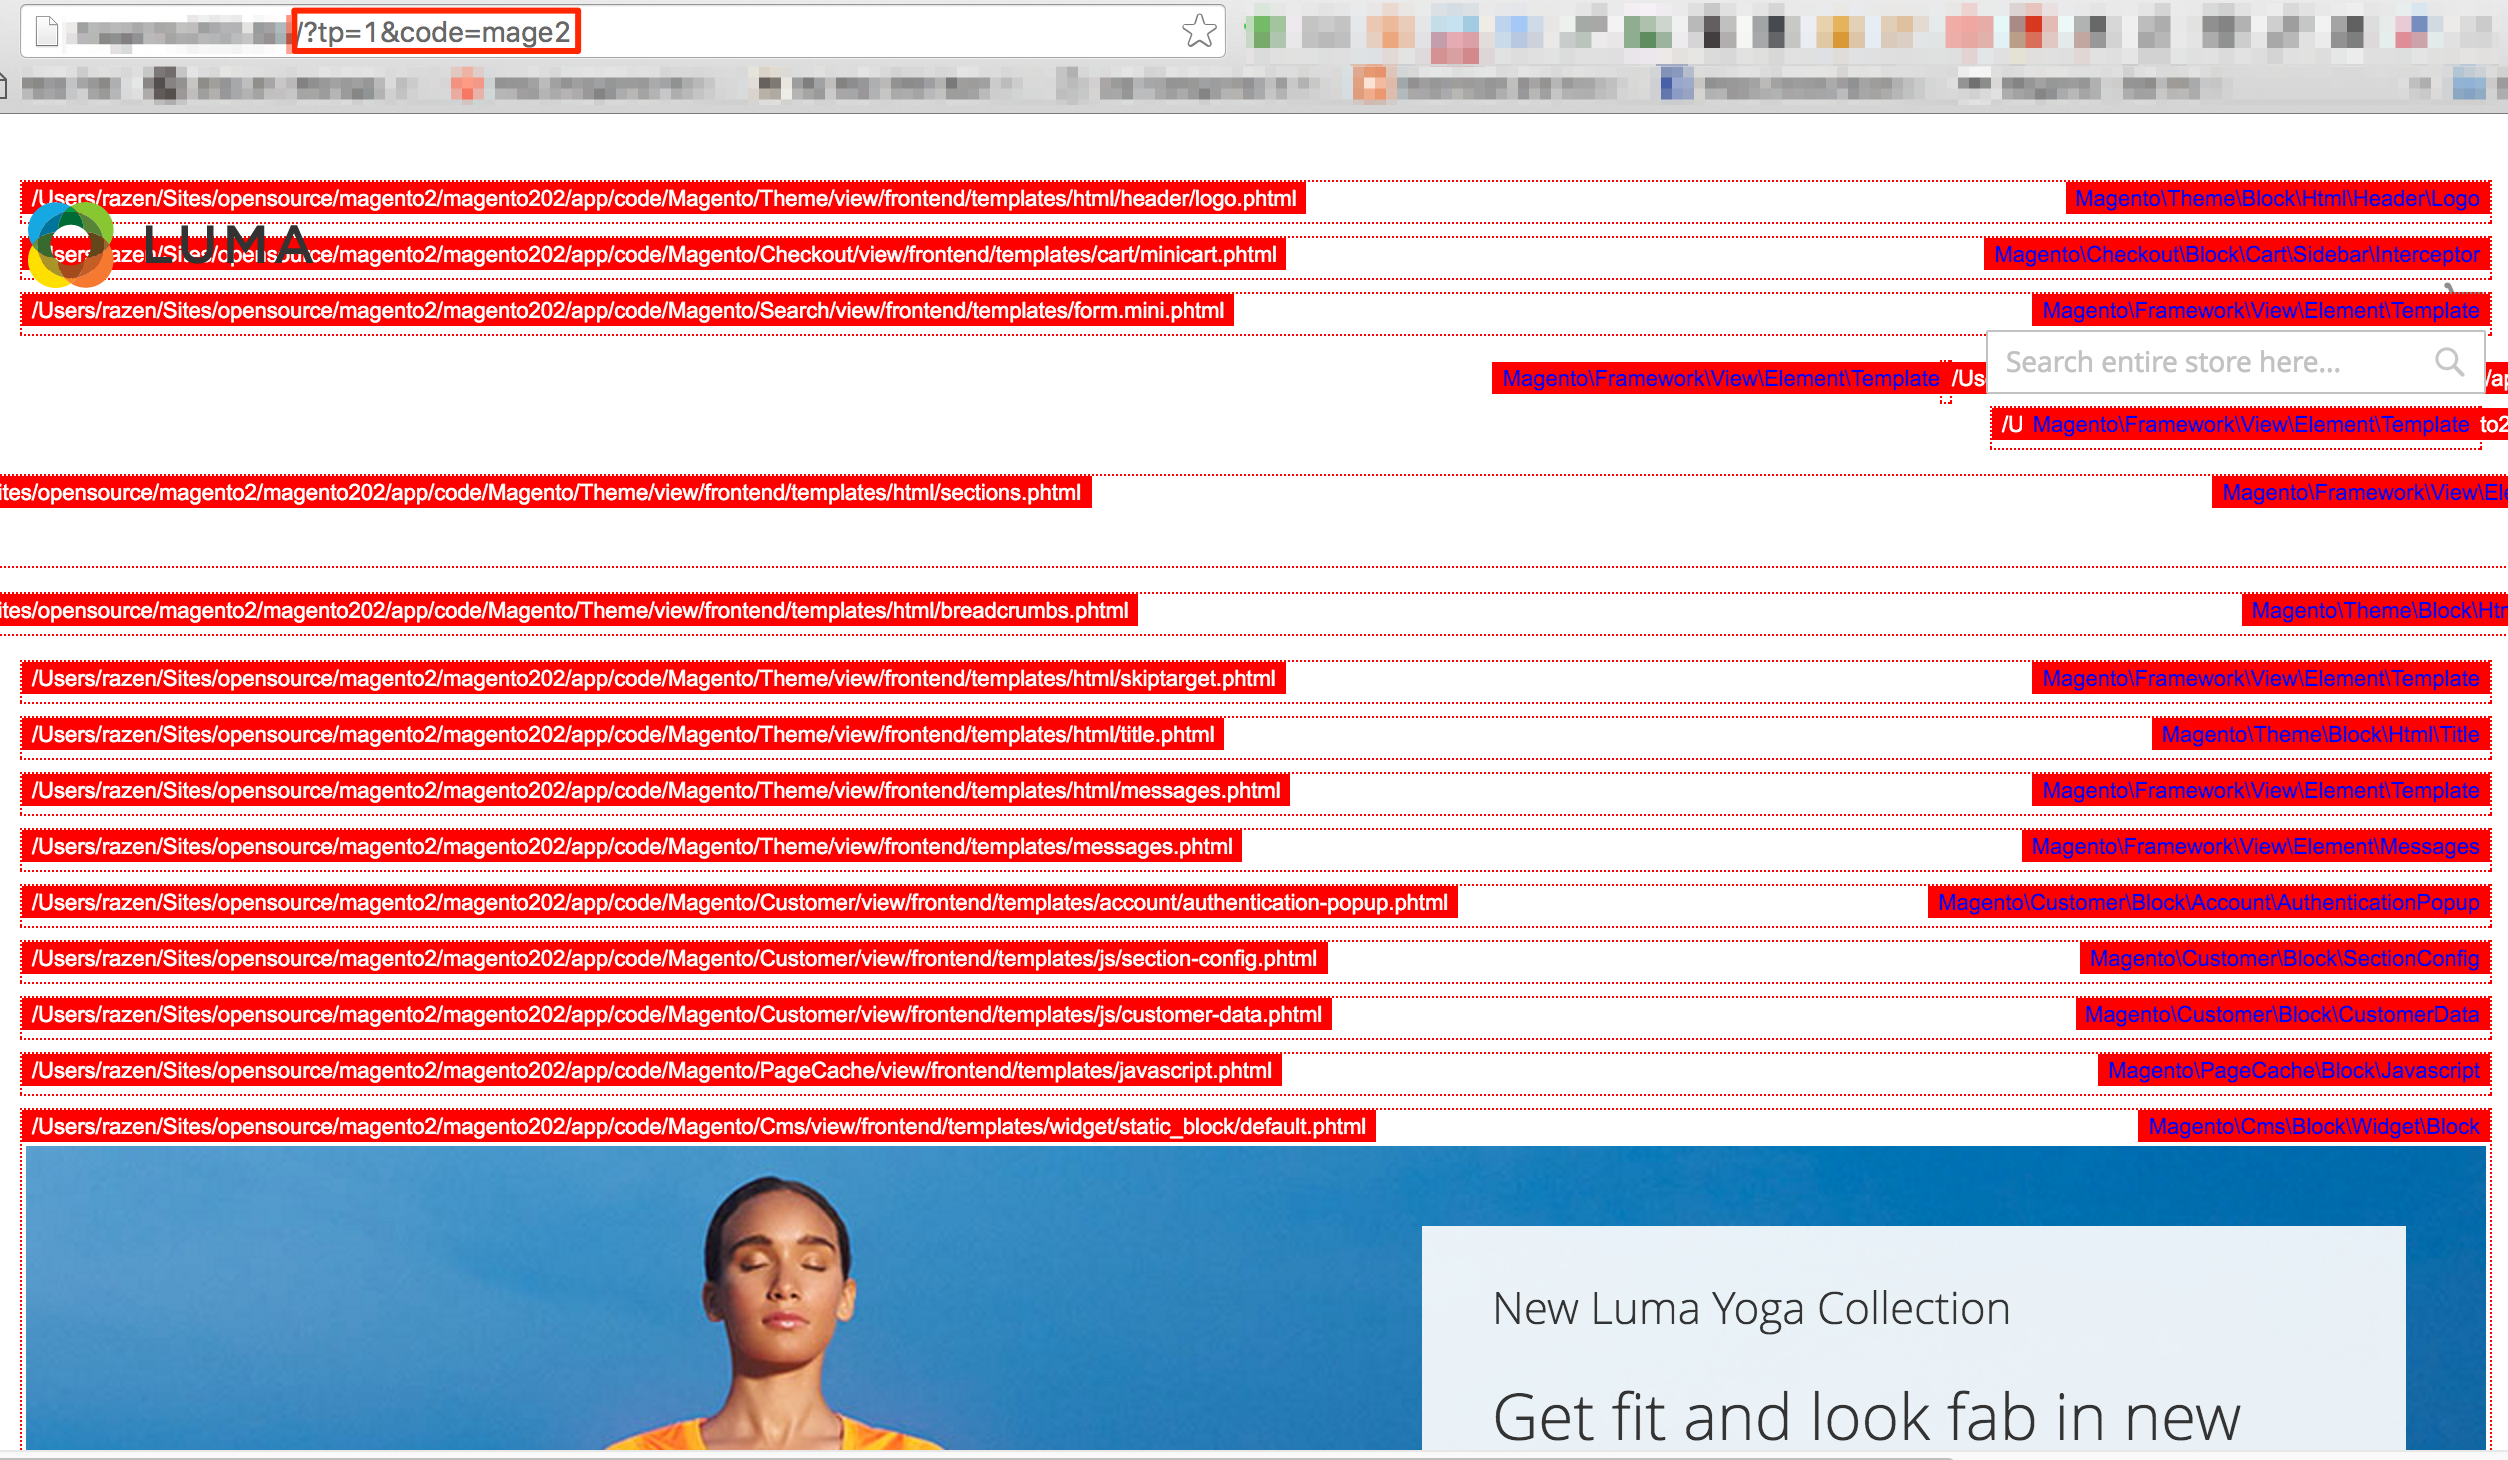 /?tp=1&code=mage2
/Users/razen/Sites/opensource/magento2/magento202/app/code/Magento/Theme/view/frontend/templates/html/header/logo.phtml Magento\Theme\Block\Html\Header\Logo
LUMA
sers/razen/Sites/opensource/magento2/magento202/app/code/Magento/Checkout/view/frontend/templates/cart/minicart.phtml Magento\Checkout\Block\Cart\Sidebar\Interceptor
/Users/razen/Sites/opensource/magento2/magento202/app/code/Magento/Search/view/frontend/templates/form.mini.phtml Magento\Framework\View\Element\Template
Search entire store here...
Magento\Framework\View\Element\Template /Us /ap
/U Magento\Framework\View\Element\Template to2
ites/opensource/magento2/magento202/app/code/Magento/Theme/view/frontend/templates/html/sections.phtml Magento\Framework\View\Ele
ites/opensource/magento2/magento202/app/code/Magento/Theme/view/frontend/templates/html/breadcrumbs.phtml Magento\Theme\Block\Htm
/Users/razen/Sites/opensource/magento2/magento202/app/code/Magento/Theme/view/frontend/templates/html/skiptarget.phtml Magento\Framework\View\Element\Template
/Users/razen/Sites/opensource/magento2/magento202/app/code/Magento/Theme/view/frontend/templates/html/title.phtml Magento\Theme\Block\Html\Title
/Users/razen/Sites/opensource/magento2/magento202/app/code/Magento/Theme/view/frontend/templates/html/messages.phtml Magento\Framework\View\Element\Template
/Users/razen/Sites/opensource/magento2/magento202/app/code/Magento/Theme/view/frontend/templates/messages.phtml Magento\Framework\View\Element\Messages
/Users/razen/Sites/opensource/magento2/magento202/app/code/Magento/Customer/view/frontend/templates/account/authentication-popup.phtml Magento\Customer\Block\Account\AuthenticationPopup
/Users/razen/Sites/opensource/magento2/magento202/app/code/Magento/Customer/view/frontend/templates/js/section-config.phtml Magento\Customer\Block\SectionConfig
/Users/razen/Sites/opensource/magento2/magento202/app/code/Magento/Customer/view/frontend/templates/js/customer-data.phtml Magento\Customer\Block\CustomerData
/Users/razen/Sites/opensource/magento2/magento202/app/code/Magento/PageCache/view/frontend/templates/javascript.phtml Magento\PageCache\Block\Javascript
/Users/razen/Sites/opensource/magento2/magento202/app/code/Magento/Cms/view/frontend/templates/widget/static_block/default.phtml Magento\Cms\Block\Widget\Block
New Luma Yoga Collection
Get fit and look fab in new